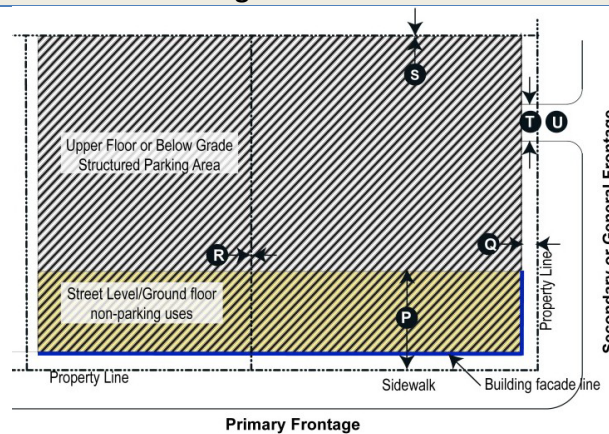 S
T U
Upper Floor or Below Grade
Structured Parking Area
R
Q
Street Level/Ground floor
non-parking uses
P
Property Line
Secondary or General Frontage
Property Line
Sidewalk
Building facade line
Primary Frontage